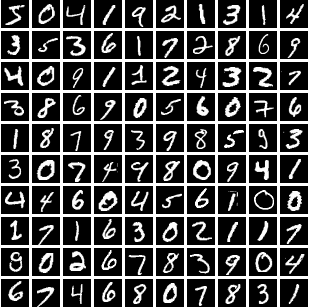 5 0 4 1 9 2 1 3 1 4
3 5 3 6 1 7 2 8 6 9
4 0 9 1 1 2 4 3 2 7
3 8 6 9 0 5 6 0 7 6
1 8 7 9 3 9 8 5 9 3
3 0 7 4 9 8 0 9 4 1
4 4 6 0 4 5 6 1 0 0
1 7 1 6 3 0 2 1 1 7
9 0 2 6 7 8 3 9 0 4
6 7 4 6 8 0 7 8 3 1